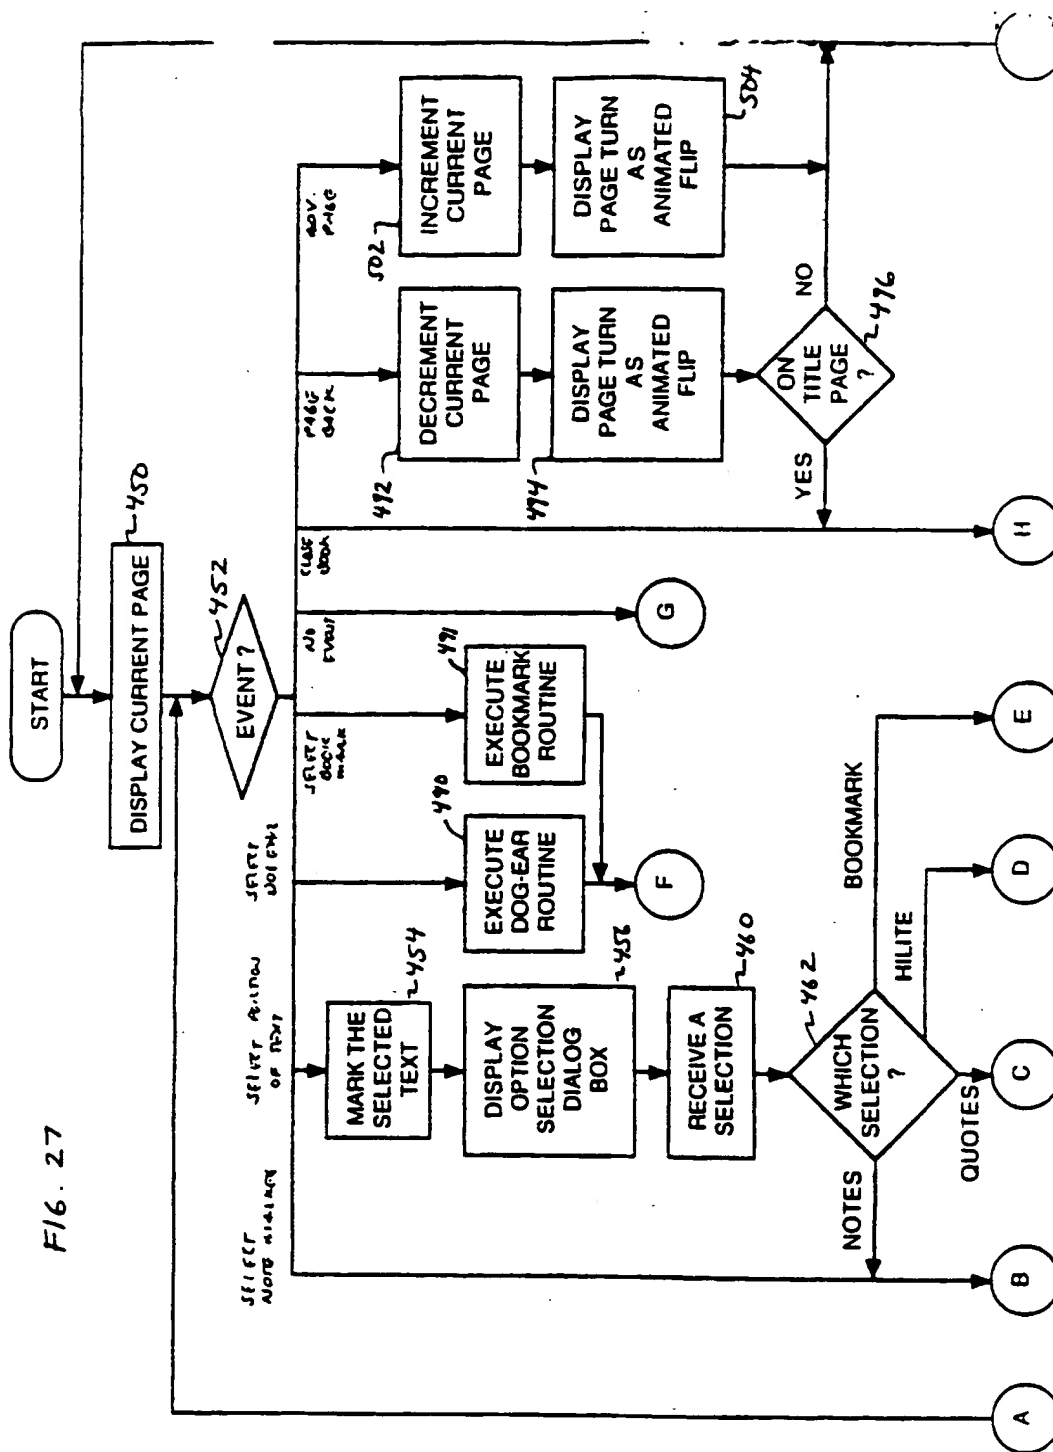 FIG. 27
START
DISPLAY CURRENT PAGE
450
EVENT?
452
SELECT
SELECT
OF TEXT
SELECT
SELECT
BOOK
MARK
NO
EVENT
CLOSE
BOOK
PAGE
BACK
ADV.
PAGE
MARK THE
SELECTED
TEXT
454
DISPLAY
OPTION
SELECTION
DIALOG
BOX
456
RECEIVE A
SELECTION
460
WHICH
SELECTION
?
462
NOTES
QUOTES
HILITE
BOOKMARK
EXECUTE
DOG-EAR
ROUTINE
490
EXECUTE
BOOKMARK
ROUTINE
491
DECREMENT
CURRENT
PAGE
492
DISPLAY
PAGE TURN
AS
ANIMATED
FLIP
494
ON
TITLE
PAGE
?
496
YES
NO
INCREMENT
CURRENT
PAGE
502
DISPLAY
PAGE TURN
AS
ANIMATED
FLIP
504
F
G
A
B
C
D
E
H